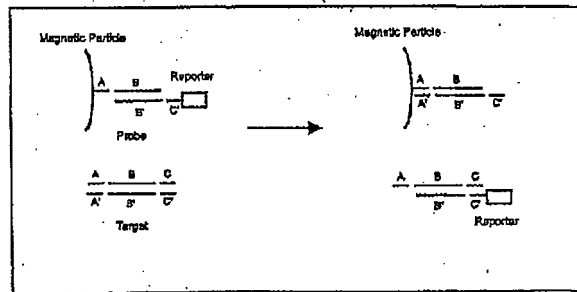 Magnetic Particle
A B Reporter
B' C'
Probe
A B C
A' B' C'
Target
Magnetic Particle
A B
A' B' C'
A B C
B' C'
Reporter